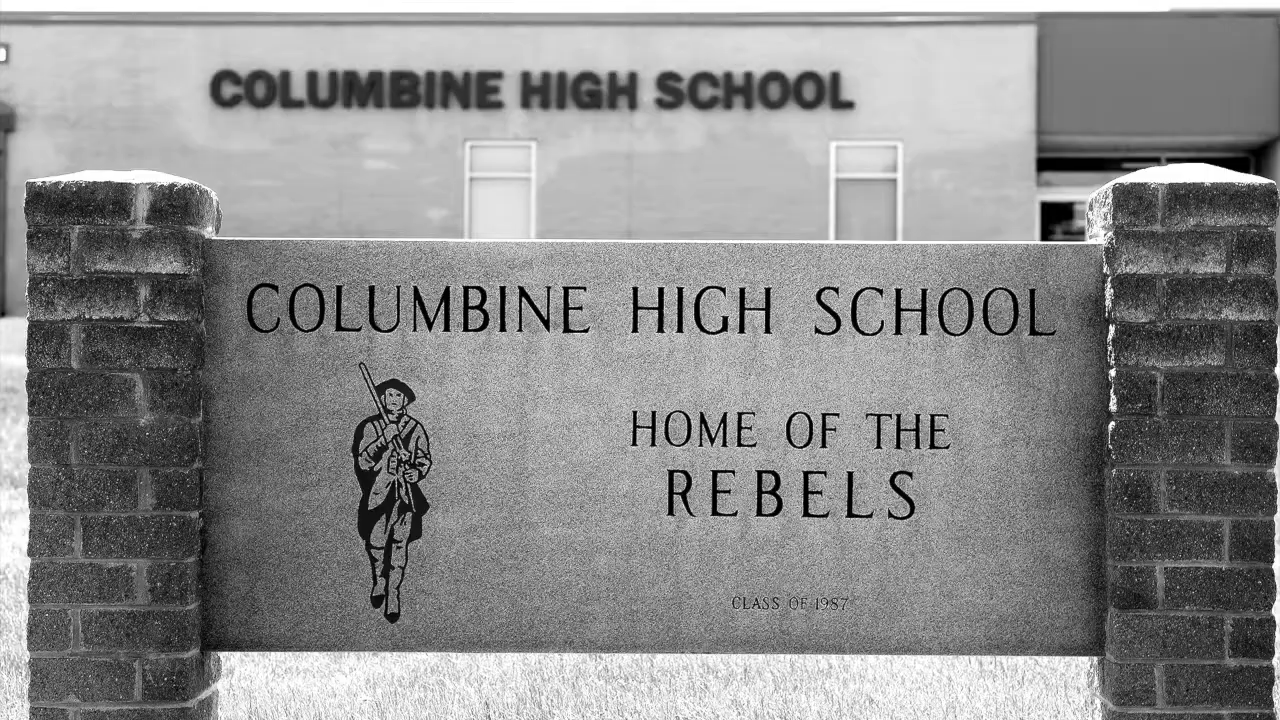 COLUMBINE HIGH SCHOOL
COLUMBINE HIGH SCHOOL
HOME OF THE
REBELS
CLASS OF 1987